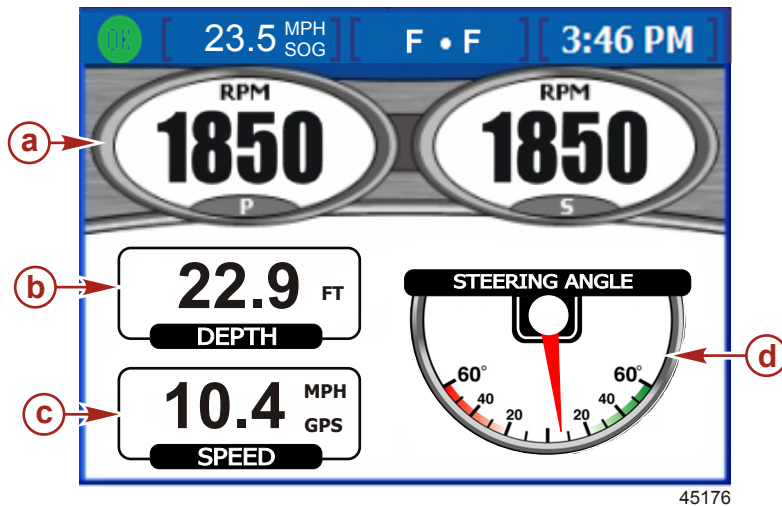 OK [ 23.5 MPH SOG ] [ F • F ] [ 3:46 PM ]
RPM RPM
a 1850 1850
P S
b 22.9 FT
DEPTH
STEERING ANGLE
d
60° 40 20 20 40 60°
c 10.4 MPH GPS
SPEED
45176